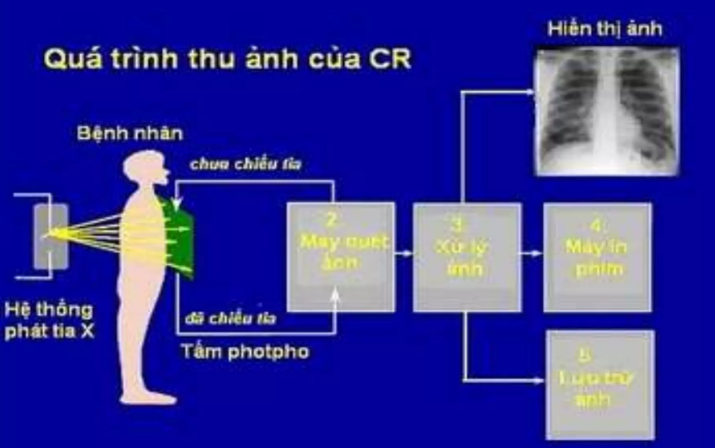 Hiển thị ảnh
Quá trình thu ảnh của CR
Bệnh nhân
chưa chiếu tia
2.
Máy quét
ảnh
3.
Xử lý
ảnh
4.
Máy in
phim
Hệ thống
phát tia X
đã chiếu tia
Tấm photpho
5.
Lưu trữ
ảnh